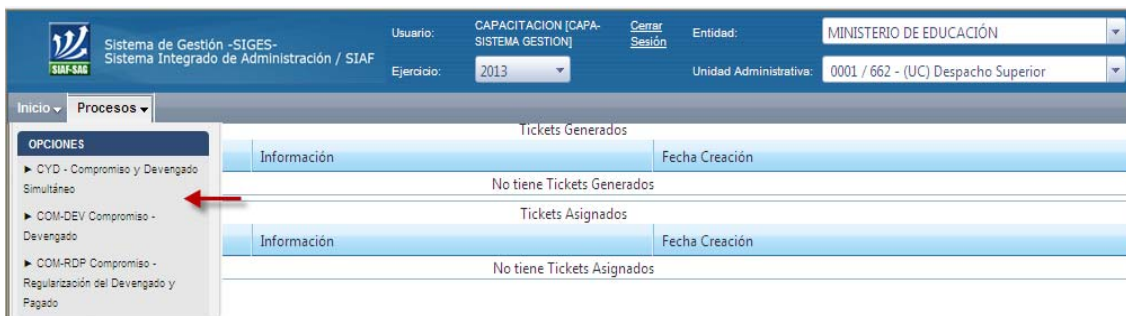 SIAF-SAG
Sistema de Gestión -SIGES-
Sistema Integrado de Administración / SIAF
Usuario:
CAPACITACION [CAPA-
SISTEMA GESTION]
Cerrar
Sesión
Entidad:
MINISTERIO DE EDUCACIÓN
Ejercicio:
2013
Unidad Administrativa:
0001 / 662 - (UC) Despacho Superior
Inicio
Procesos
OPCIONES
► CYD - Compromiso y Devengado
Simultáneo
► COM-DEV Compromiso -
Devengado
► COM-RDP Compromiso -
Regularización del Devengado y
Pagado
Tickets Generados
Información
Fecha Creación
No tiene Tickets Generados
Tickets Asignados
Información
Fecha Creación
No tiene Tickets Asignados